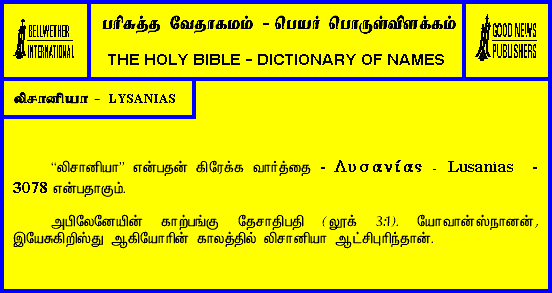 BELLWETHER
INTERNATIONAL
பரிசுத்த வேதாகமம் - பெயர் பொருள்விளக்கம்
THE HOLY BIBLE - DICTIONARY OF NAMES
GOOD NEWS
PUBLISHERS
லிசானியா - LYSANIAS
“லிசானியா” என்பதன் கிரேக்க வார்த்தை - Λυσανίας - Lusanias -
3078 என்பதாகும்.
அபிலேனேயின் காற்பங்கு தேசாதிபதி (லூக் 3:1). யோவான்ஸ்நானன்,
இயேசுகிறிஸ்து ஆகியோரின் காலத்தில் லிசானியா ஆட்சிபுரிந்தான்.